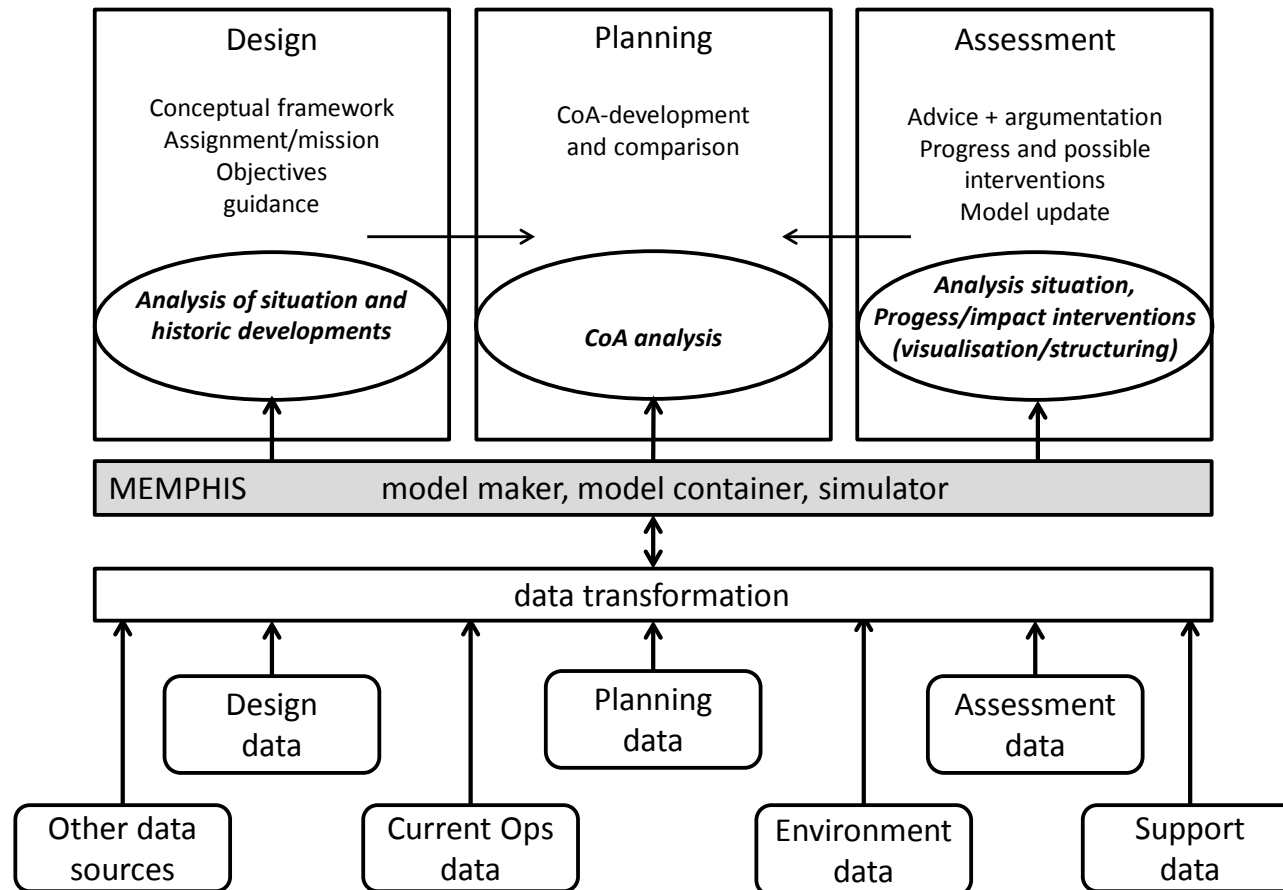 Design
Conceptual framework
Assignment/mission
Objectives
guidance
Analysis of situation and
historic developments
Planning
CoA-development
and comparison
CoA analysis
Assessment
Advice + argumentation
Progress and possible
interventions
Model update
Analysis situation,
Progess/impact interventions
(visualisation/structuring)
MEMPHIS model maker, model container, simulator
data transformation
Design
data
Planning
data
Assessment
data
Other data
sources
Current Ops
data
Environment
data
Support
data